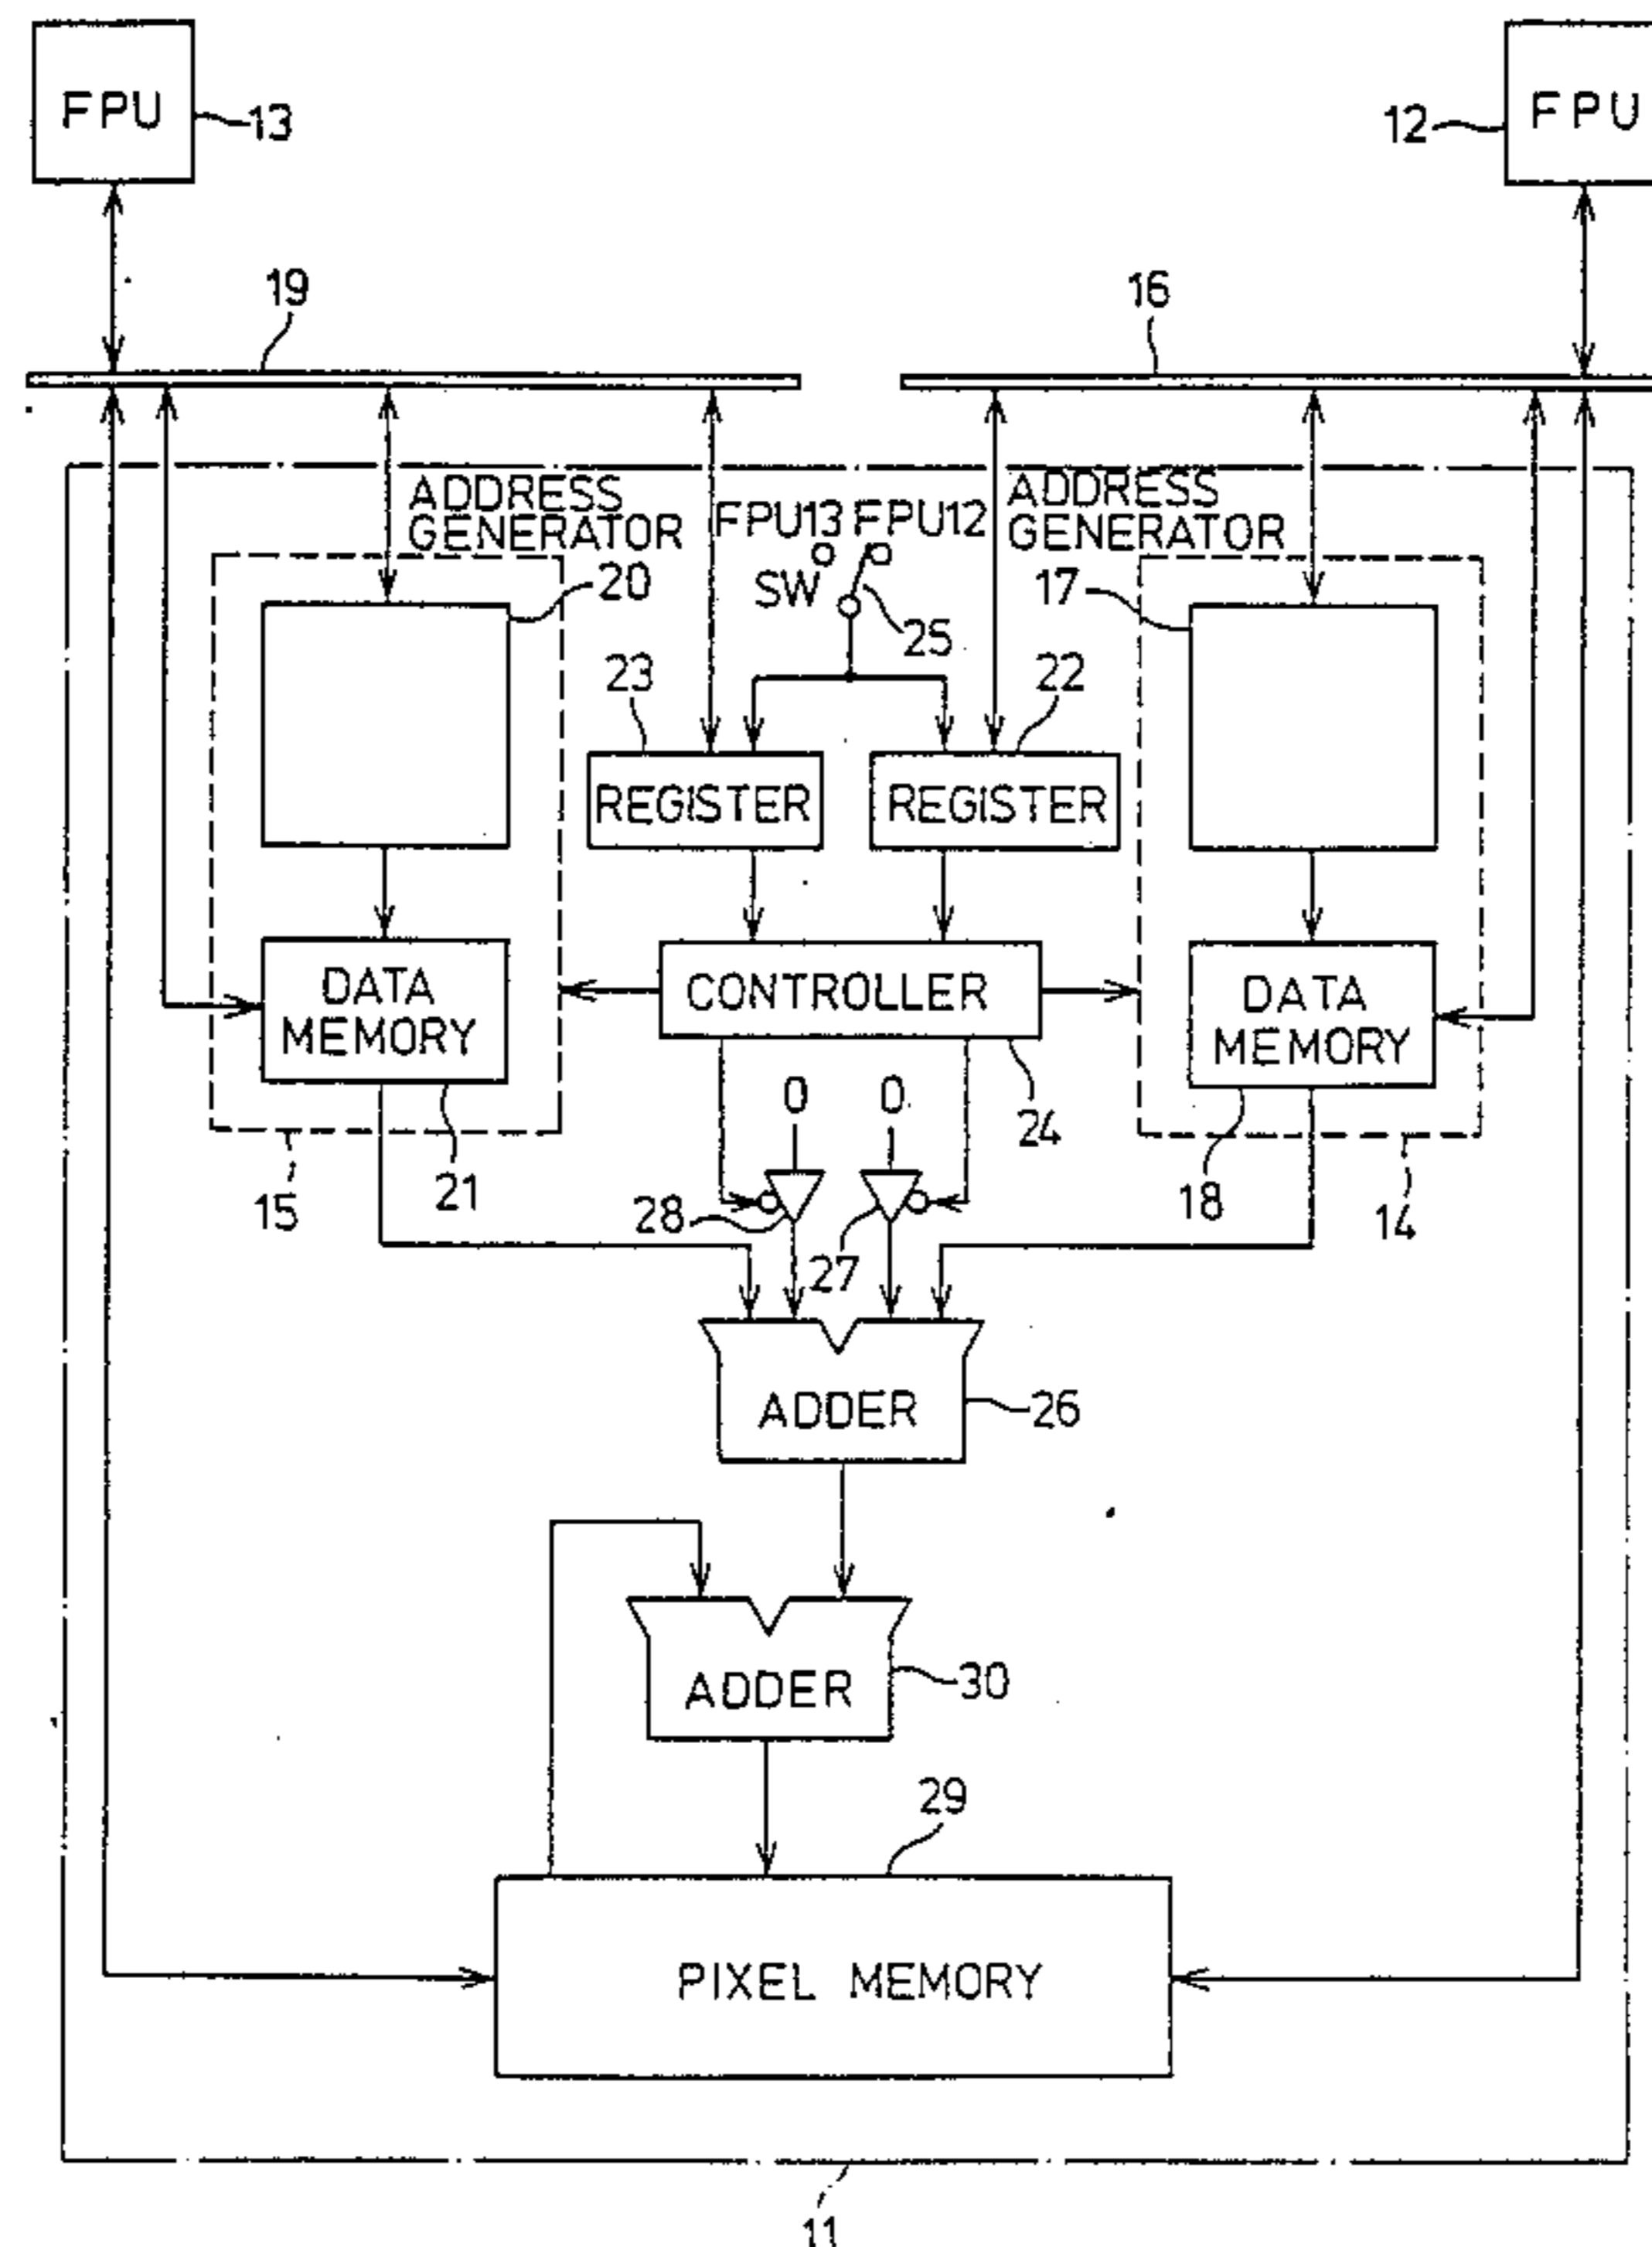 FPU
13
12
FPU
19
16
ADDRESS
GENERATOR
FPU13 FPU12
ADDRESS
GENERATOR
SW
20
25
17
23
22
REGISTER
REGISTER
DATA
MEMORY
CONTROLLER
DATA
MEMORY
0
0
24
15
21
28
27
18
14
ADDER
26
ADDER
30
29
PIXEL MEMORY
11